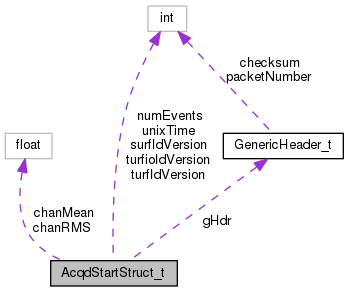 int
checksum
packetNumber
numEvents
unixTime
surfIdVersion
turfioIdVersion
turfIdVersion
float
GenericHeader_t
chanMean
chanRMS
gHdr
AcqdStartStruct_t